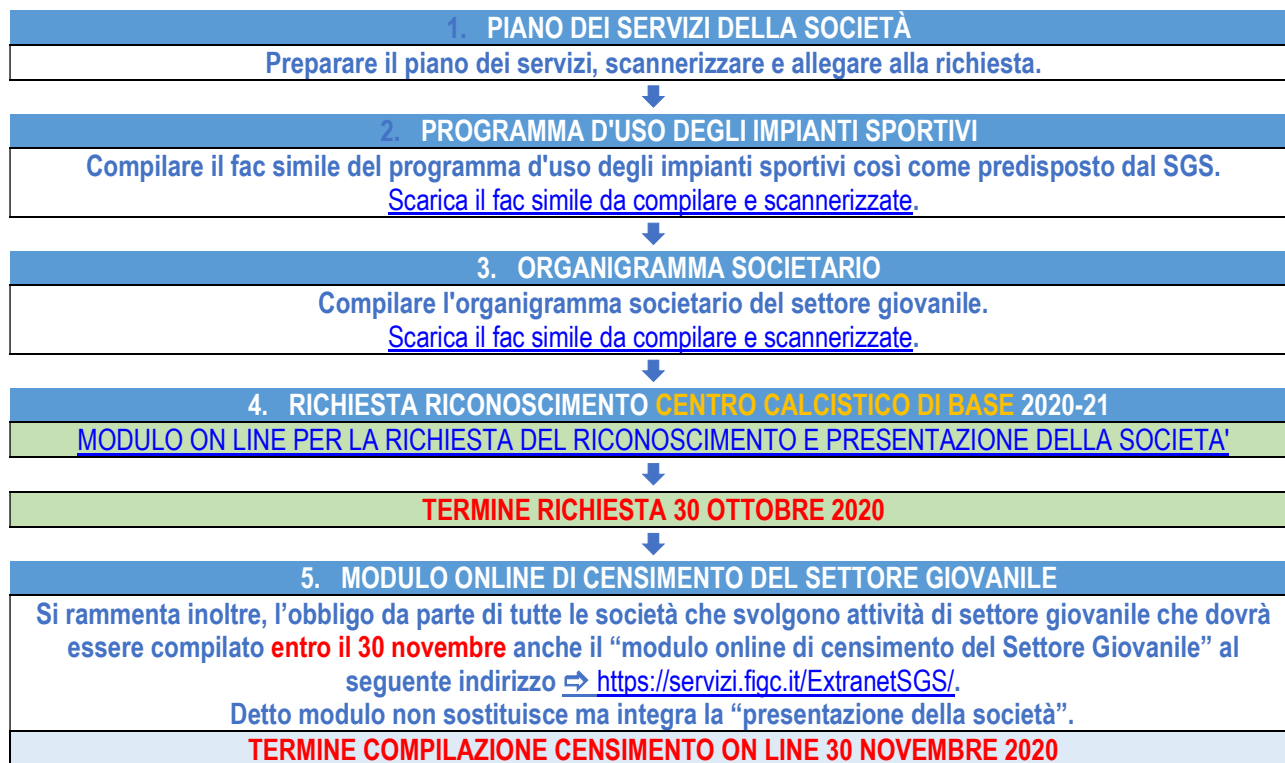 1. PIANO DEI SERVIZI DELLA SOCIETÀ
Preparare il piano dei servizi, scannerizzare e allegare alla richiesta.
2. PROGRAMMA D'USO DEGLI IMPIANTI SPORTIVI
Compilare il fac simile del programma d'uso degli impianti sportivi così come predisposto dal SGS.
Scarica il fac simile da compilare e scannerizzate.
3. ORGANIGRAMMA SOCIETARIO
Compilare l'organigramma societario del settore giovanile.
Scarica il fac simile da compilare e scannerizzate.
4. RICHIESTA RICONOSCIMENTO CENTRO CALCISTICO DI BASE 2020-21
MODULO ON LINE PER LA RICHIESTA DEL RICONOSCIMENTO E PRESENTAZIONE DELLA SOCIETA'
TERMINE RICHIESTA 30 OTTOBRE 2020
5. MODULO ONLINE DI CENSIMENTO DEL SETTORE GIOVANILE
Si rammenta inoltre, l’obbligo da parte di tutte le società che svolgono attività di settore giovanile che dovrà
essere compilato entro il 30 novembre anche il “modulo online di censimento del Settore Giovanile” al
seguente indirizzo ⇨ https://servizi.figc.it/ExtranetSGS/.
Detto modulo non sostituisce ma integra la “presentazione della società”.
TERMINE COMPILAZIONE CENSIMENTO ON LINE 30 NOVEMBRE 2020